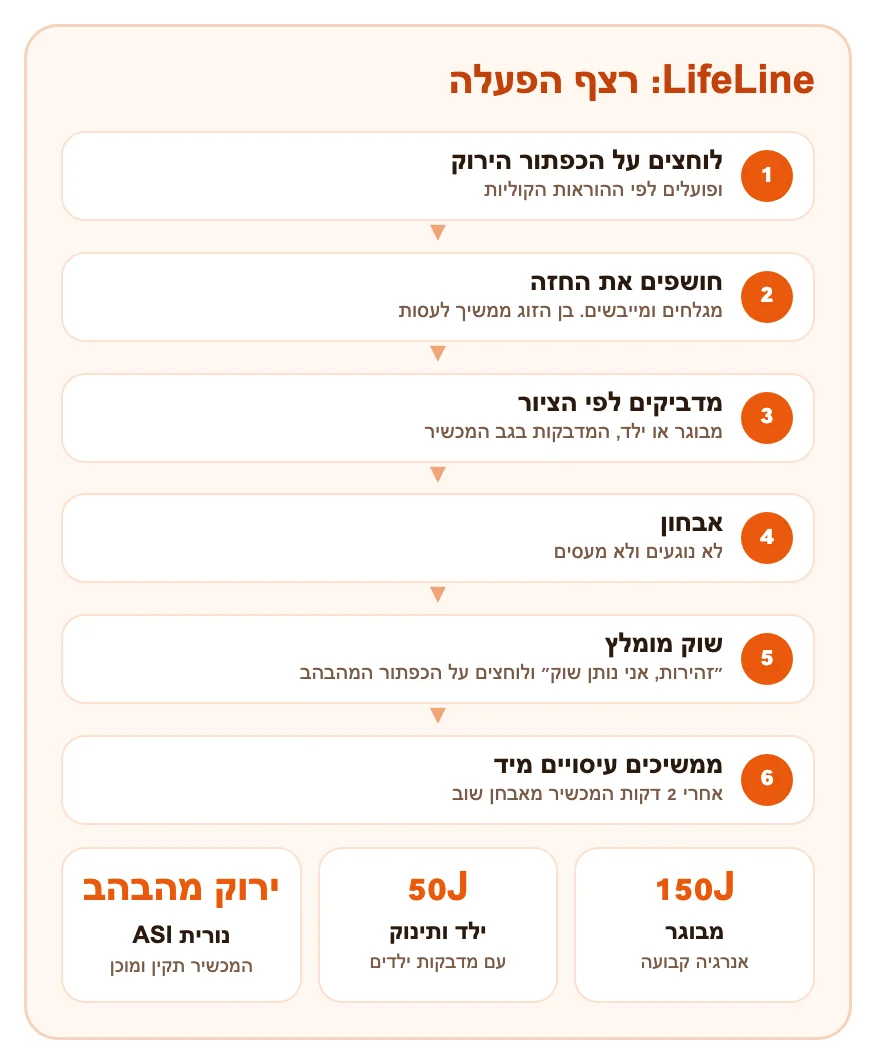 LifeLine: רצף הפעלה
1
לוחצים על הכפתור הירוק
ופועלים לפי ההוראות הקוליות
2
חושפים את החזה
מגלחים ומייבשים. בן הזוג ממשיך לעסות
3
מדביקים לפי הציור
מבוגר או ילד, המדבקות בגב המכשיר
4
אבחון
לא נוגעים ולא מעסים
5
שוק מומלץ
״זהירות, אני נותן שוק״ ולוחצים על הכפתור המהבהב
6
ממשיכים עיסויים מיד
אחרי 2 דקות המכשיר מאבחן שוב
150J
מבוגר
אנרגיה קבועה
50J
ילד ותינוק
עם מדבקות ילדים
ירוק מהבהב
נורית ASI
המכשיר תקין ומוכן